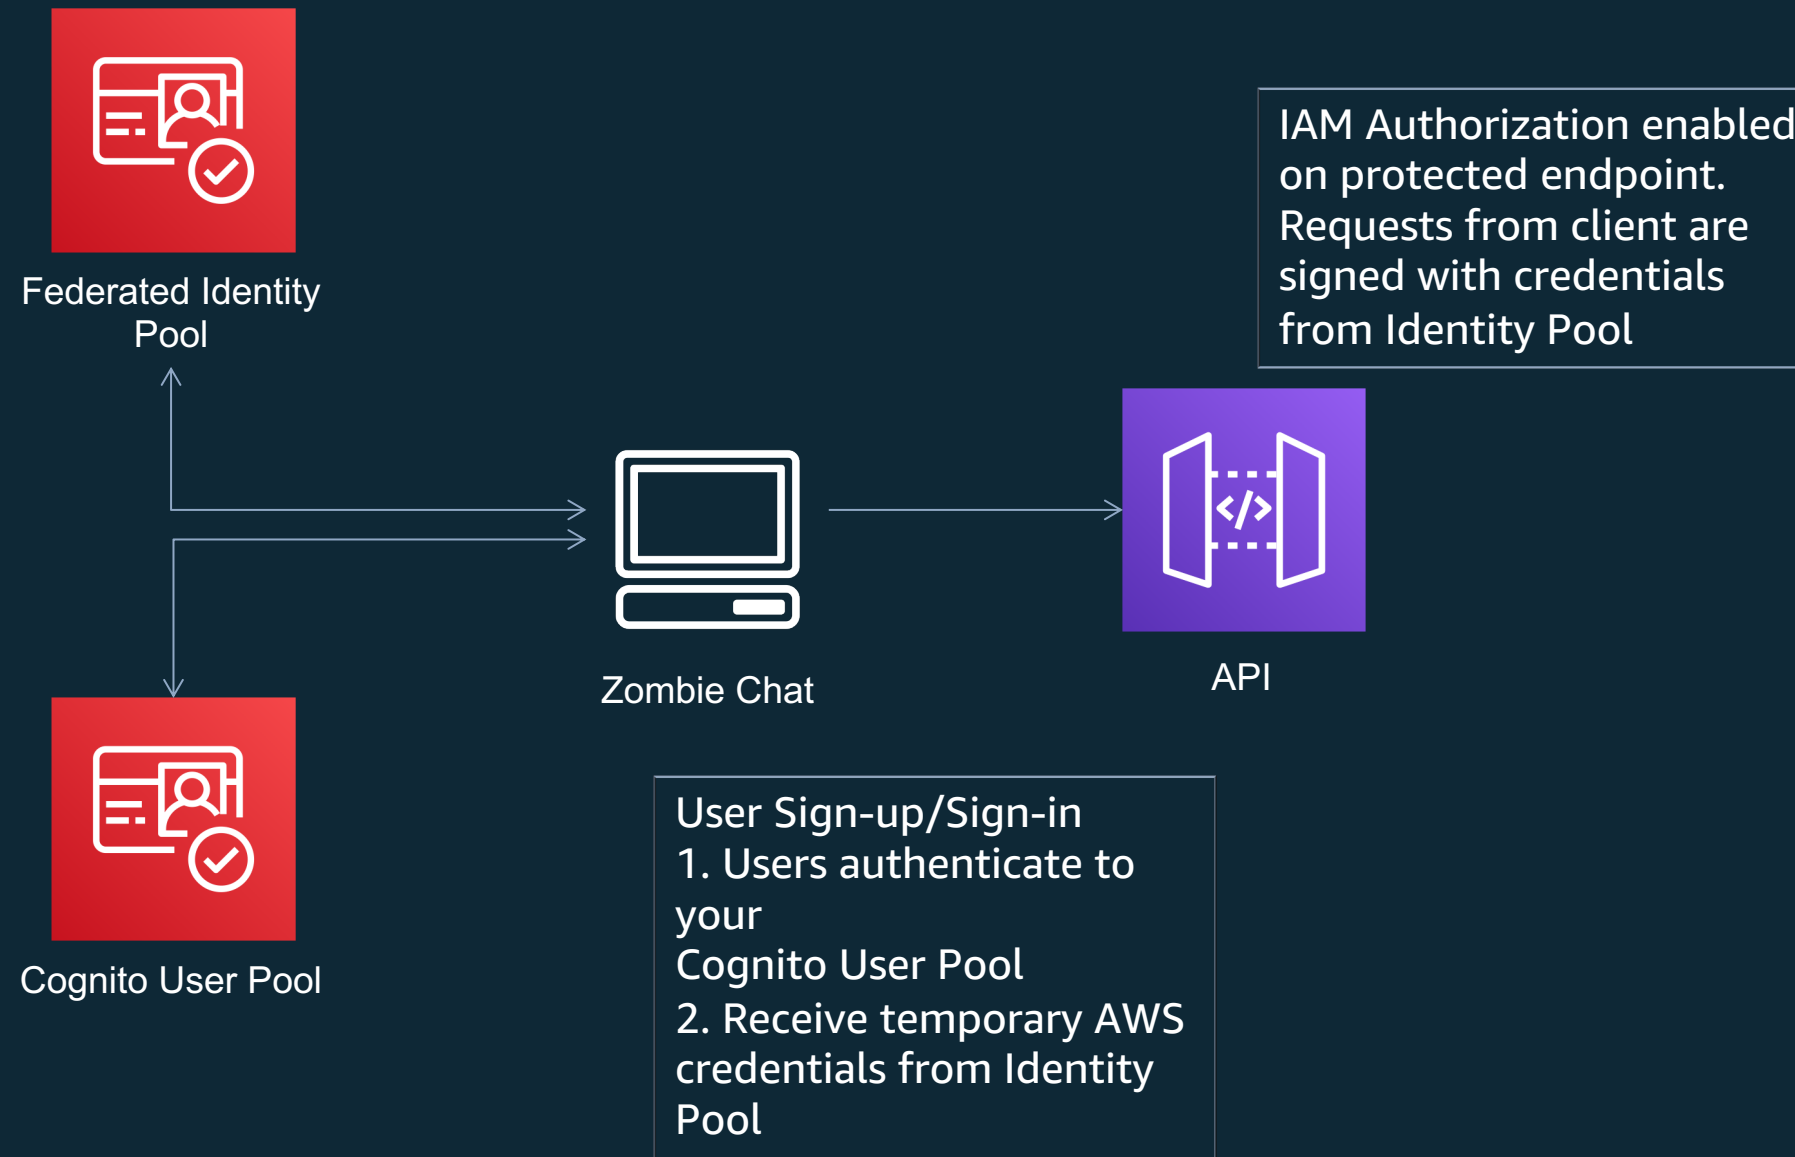 Federated Identity
Pool
IAM Authorization enabled
on protected endpoint.
Requests from client are
signed with credentials
from Identity Pool
</>
Zombie Chat
API
Cognito User Pool
User Sign-up/Sign-in
1. Users authenticate to
your
Cognito User Pool
2. Receive temporary AWS
credentials from Identity
Pool